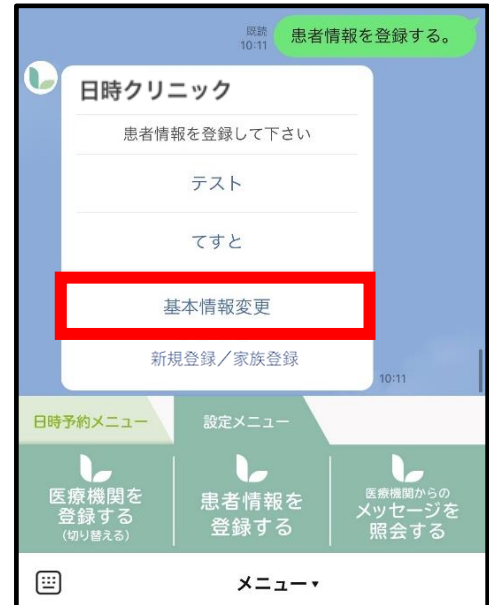 既読
10:11
患者情報を登録する。
日時クリニック
患者情報を登録して下さい
テスト
てすと
基本情報変更
新規登録／家族登録
10:11
日時予約メニュー
設定メニュー
医療機関を
登録する
(切り替える)
患者情報を
登録する
医療機関からの
メッセージを
照会する
メニュー▾